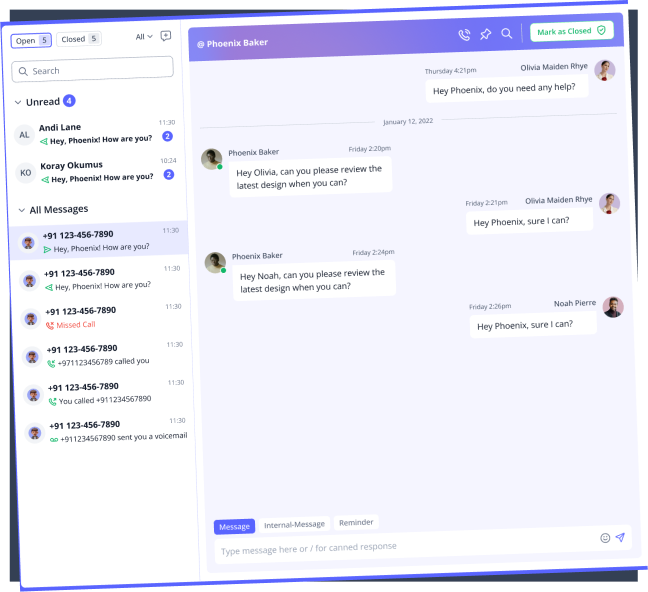 Open 5
Closed 5
All
Search
Unread 4
Andi Lane
11:30
Hey, Phoenix! How are you?
2
AL
Koray Okumus
10:24
Hey, Phoenix! How are you?
2
KO
All Messages
+91 123-456-7890
11:30
Hey, Phoenix! How are you?
+91 123-456-7890
11:30
Hey, Phoenix! How are you?
+91 123-456-7890
11:30
Missed Call
+91 123-456-7890
11:30
+971123456789 called you
+91 123-456-7890
11:30
You called +911234567890
+91 123-456-7890
11:30
+911234567890 sent you a voicemail
@ Phoenix Baker
Mark as Closed
Thursday 4:21pm
Olivia Maiden Rhye
Hey Phoenix, do you need any help?
January 12, 2022
Phoenix Baker
Friday 2:20pm
Hey Olivia, can you please review the
latest design when you can?
Friday 2:21pm
Olivia Maiden Rhye
Hey Phoenix, sure I can?
Phoenix Baker
Friday 2:24pm
Hey Noah, can you please review the
latest design when you can?
Friday 2:26pm
Noah Pierre
Hey Phoenix, sure I can?
Message
Internal-Message
Reminder
Type message here or / for canned response